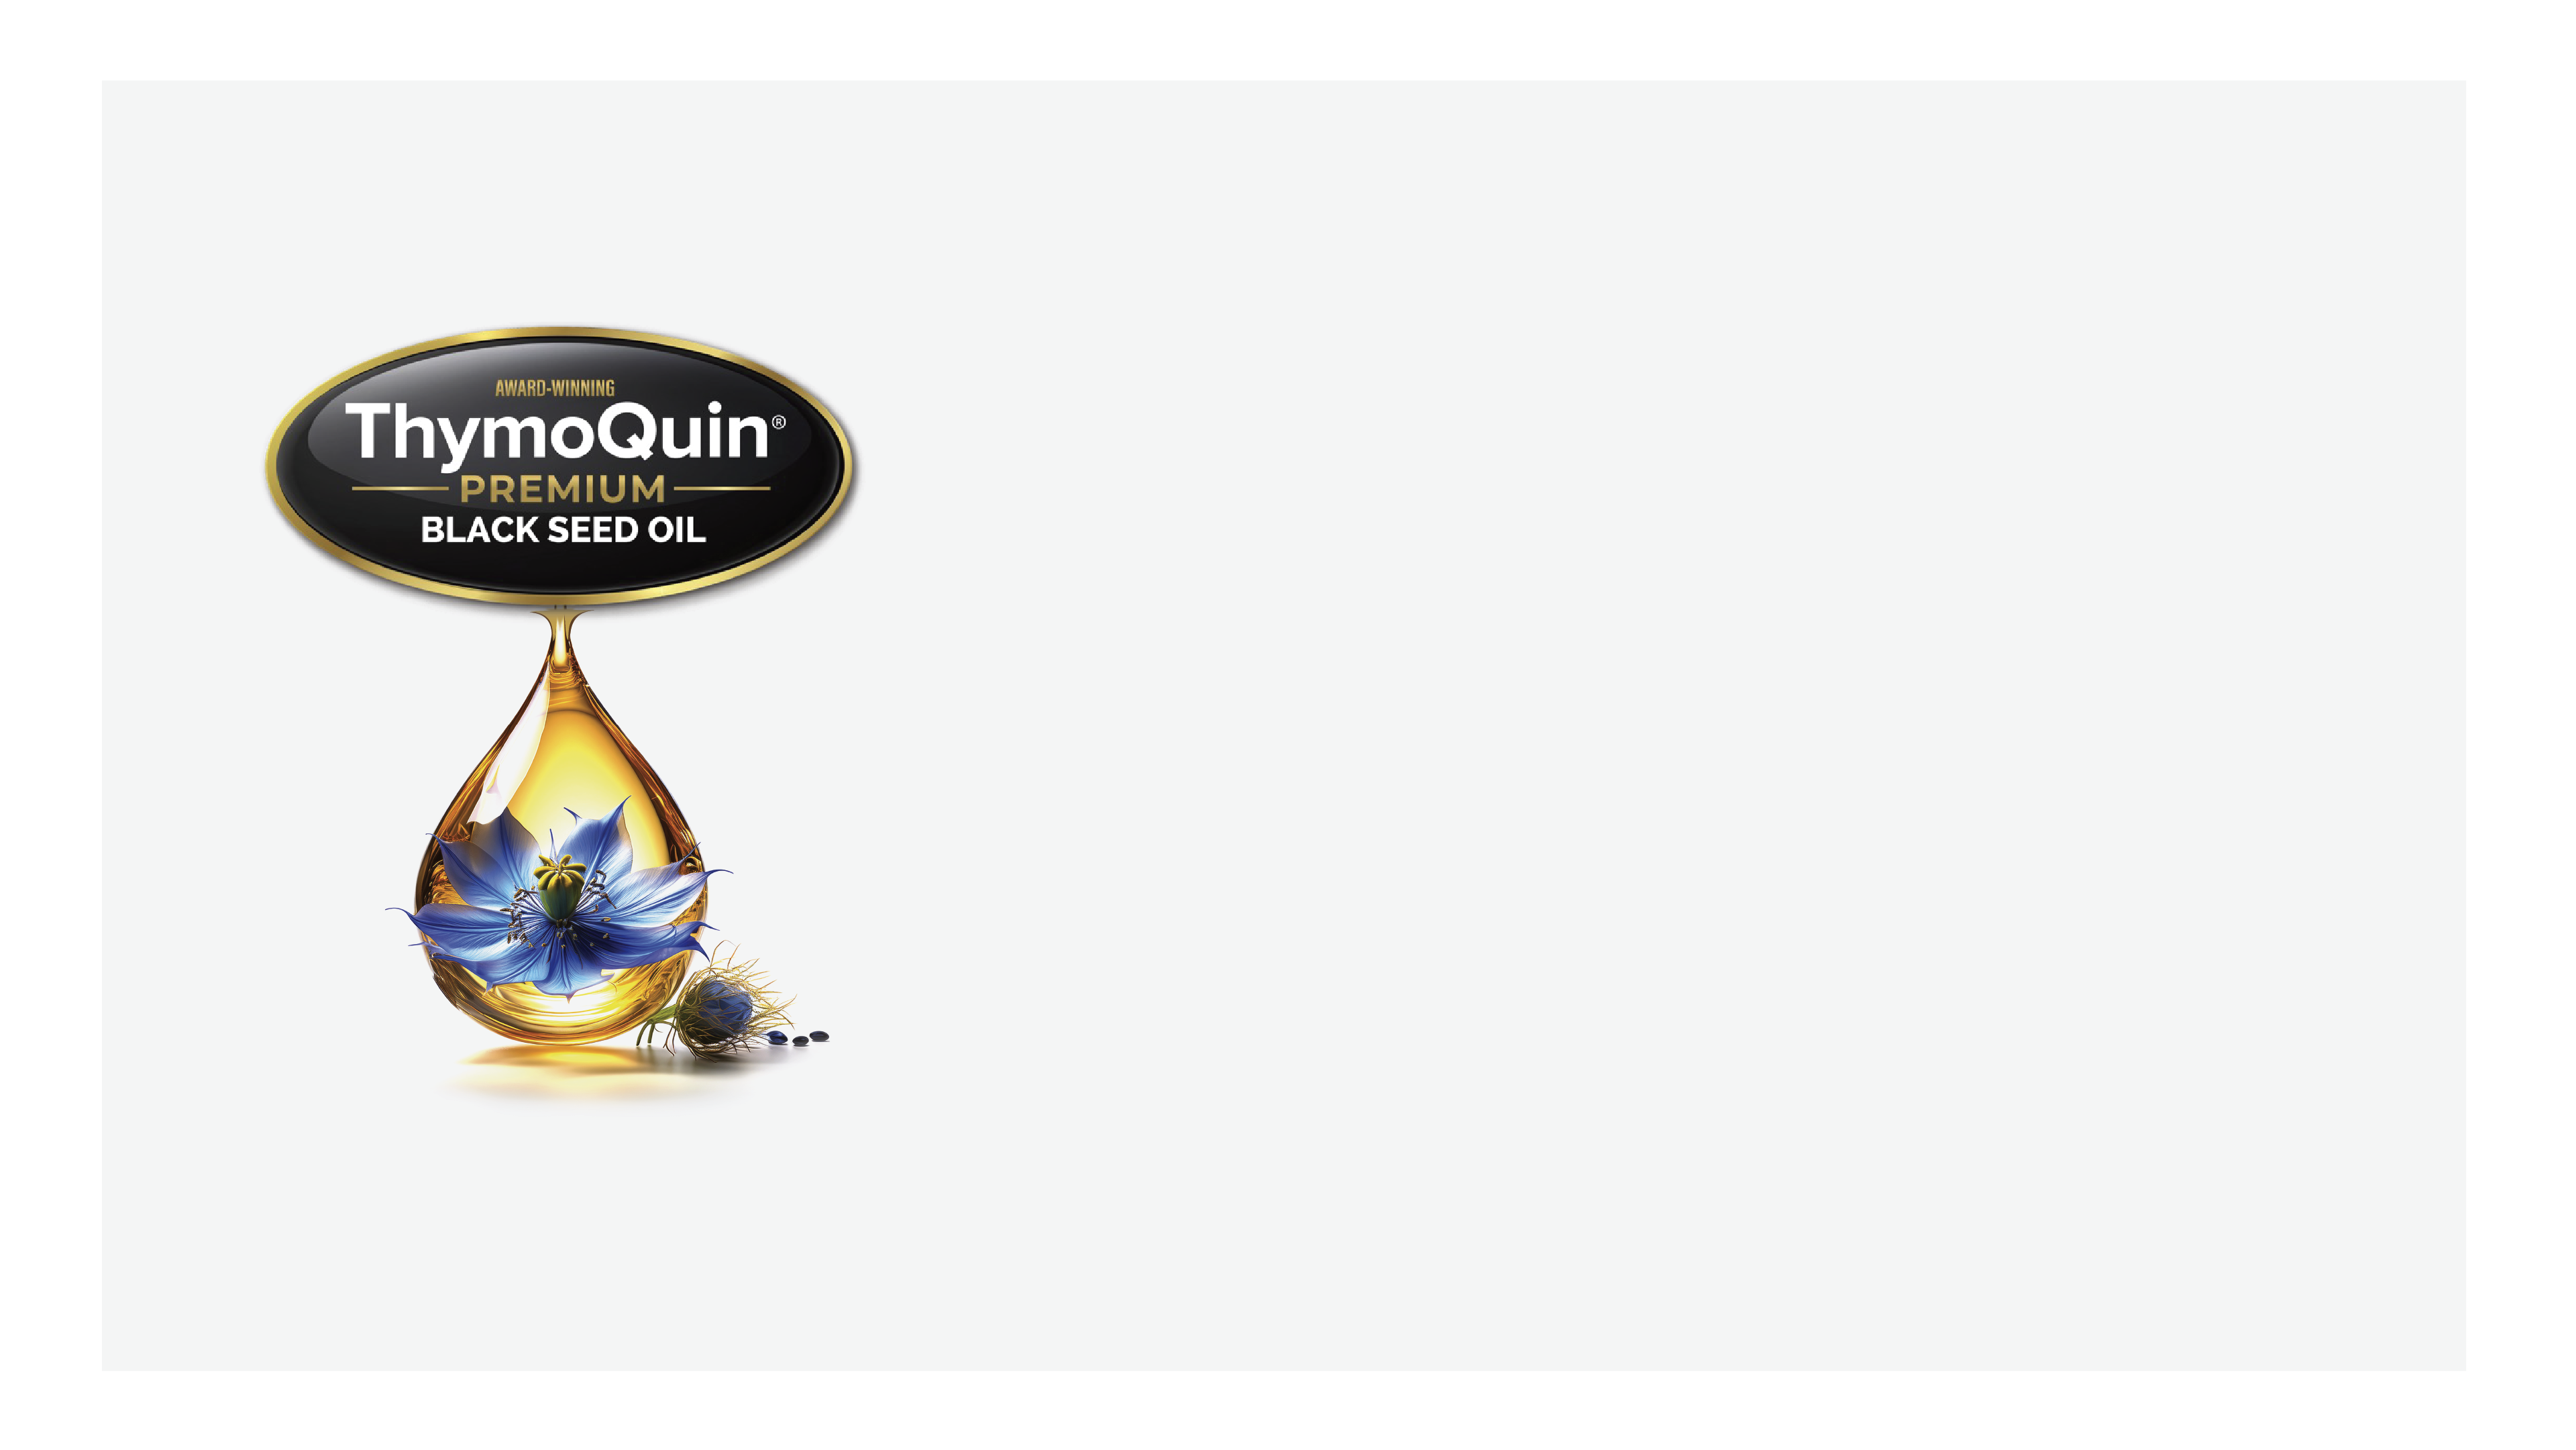 AWARD-WINNING
ThymoQuin®
PREMIUM
BLACK SEED OIL